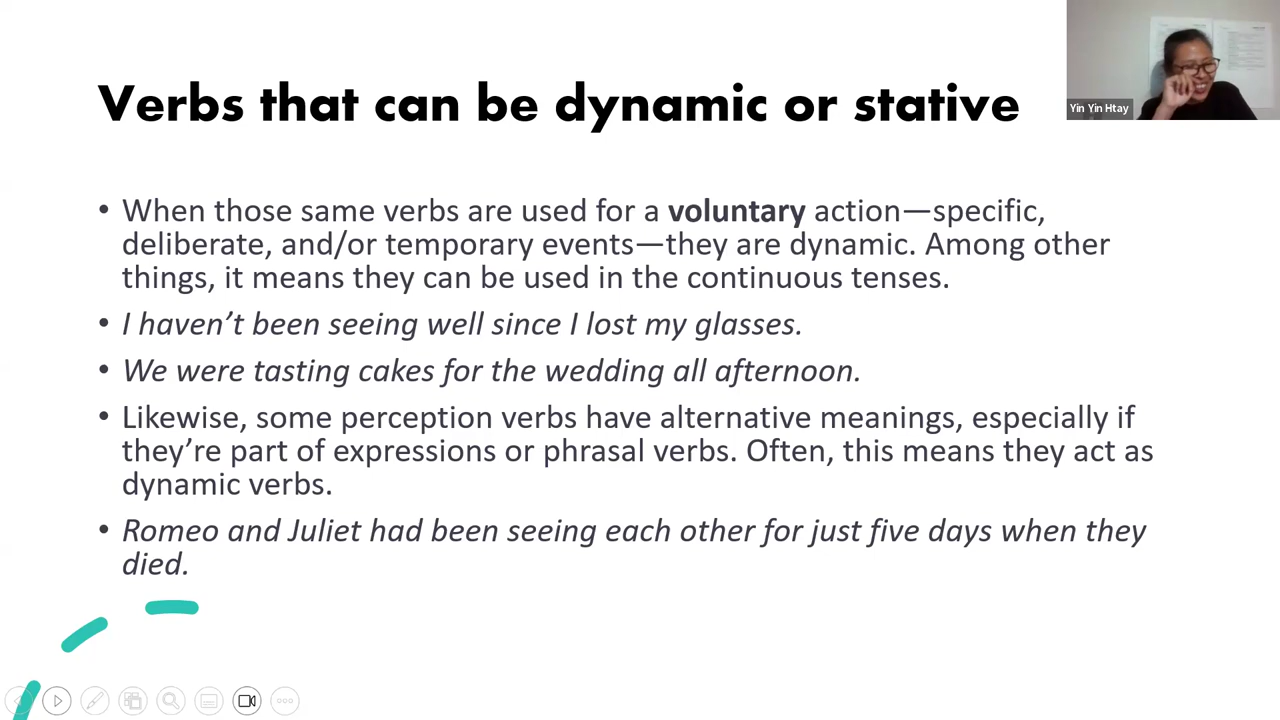 Verbs that can be dynamic or stative
Yin Yin Htay
• When those same verbs are used for a voluntary action—specific,
deliberate, and/or temporary events—they are dynamic. Among other
things, it means they can be used in the continuous tenses.
• I haven’t been seeing well since I lost my glasses.
• We were tasting cakes for the wedding all afternoon.
• Likewise, some perception verbs have alternative meanings, especially if
they’re part of expressions or phrasal verbs. Often, this means they act as
dynamic verbs.
• Romeo and Juliet had been seeing each other for just five days when they
died.